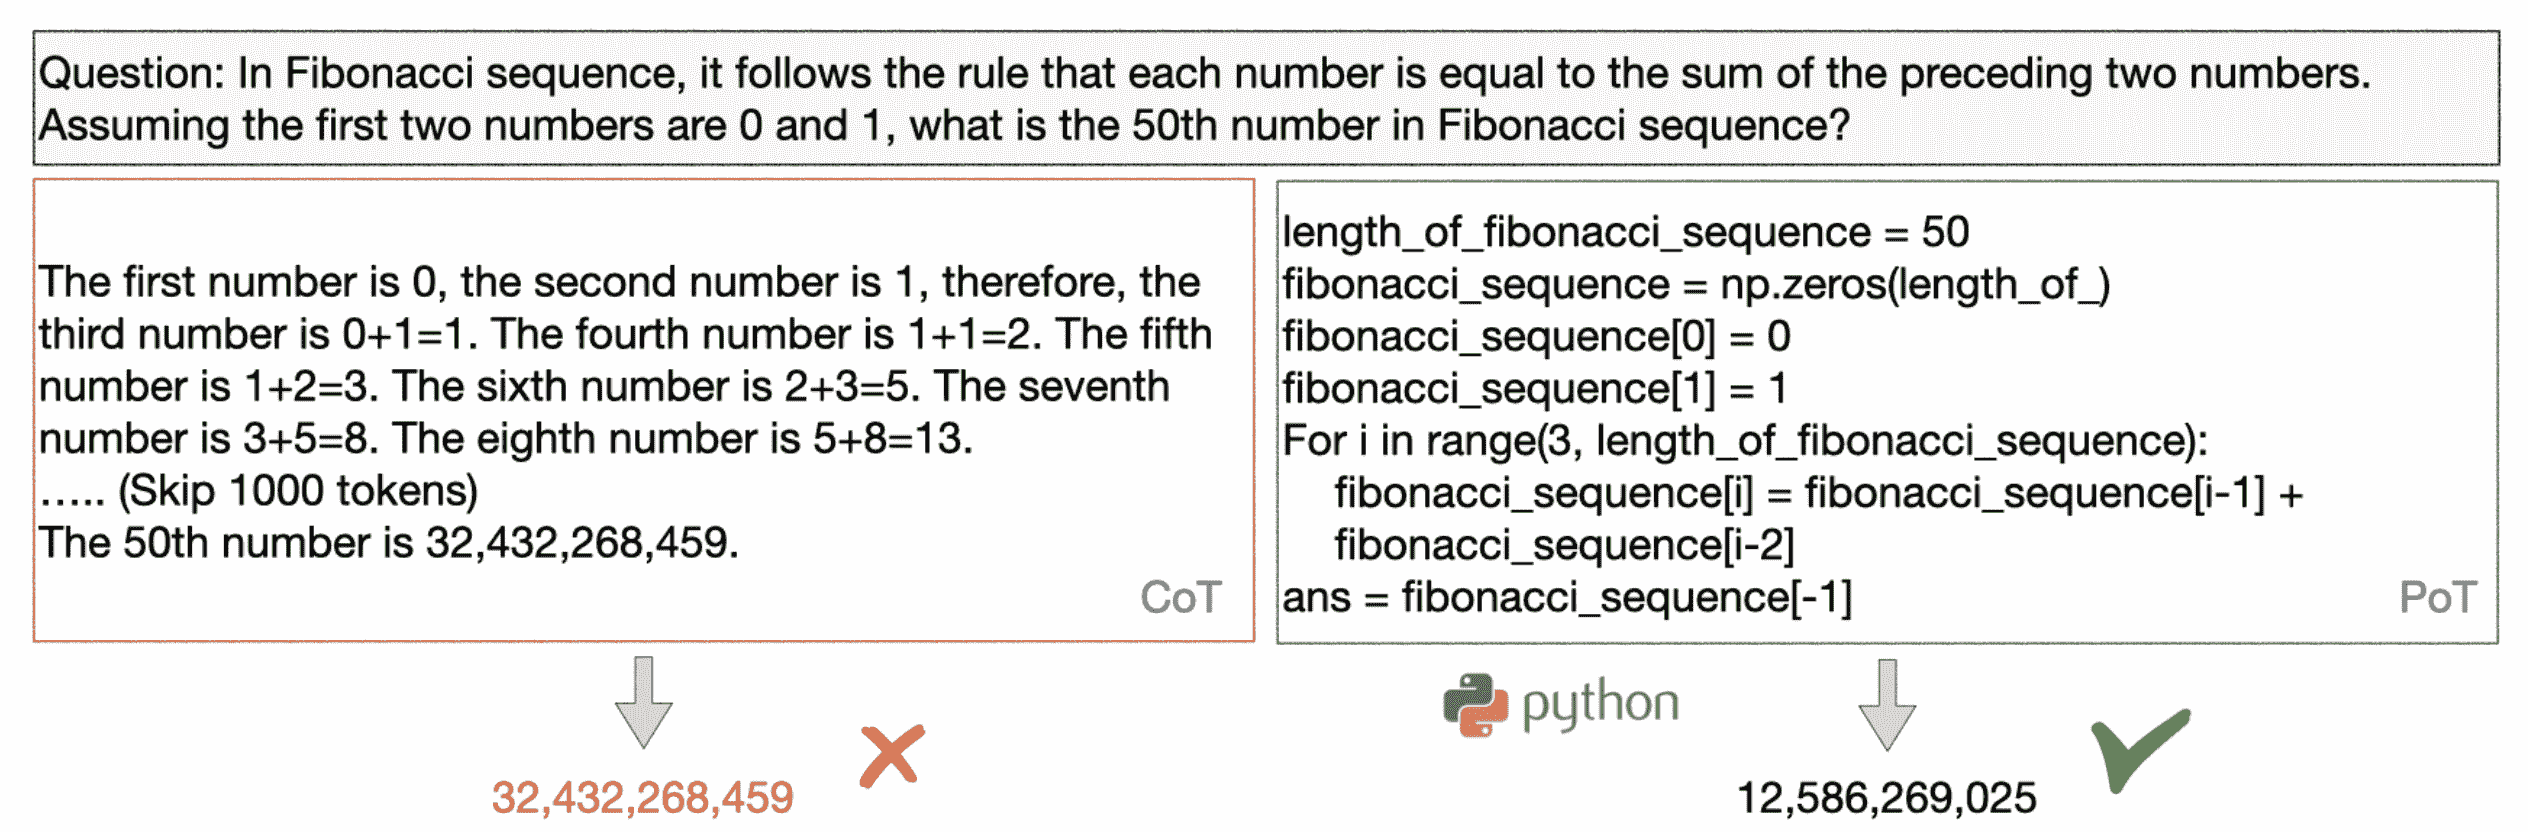 Question: In Fibonacci sequence, it follows the rule that each number is equal to the sum of the preceding two numbers.
Assuming the first two numbers are 0 and 1, what is the 50th number in Fibonacci sequence?
The first number is 0, the second number is 1, therefore, the
third number is 0+1=1. The fourth number is 1+1=2. The fifth
number is 1+2=3. The sixth number is 2+3=5. The seventh
number is 3+5=8. The eighth number is 5+8=13.
….. (Skip 1000 tokens)
The 50th number is 32,432,268,459.
CoT
32,432,268,459
length_of_fibonacci_sequence = 50
fibonacci_sequence = np.zeros(length_of_)
fibonacci_sequence[0] = 0
fibonacci_sequence[1] = 1
For i in range(3, length_of_fibonacci_sequence):
fibonacci_sequence[i] = fibonacci_sequence[i-1] +
fibonacci_sequence[i-2]
ans = fibonacci_sequence[-1]
PoT
python
12,586,269,025